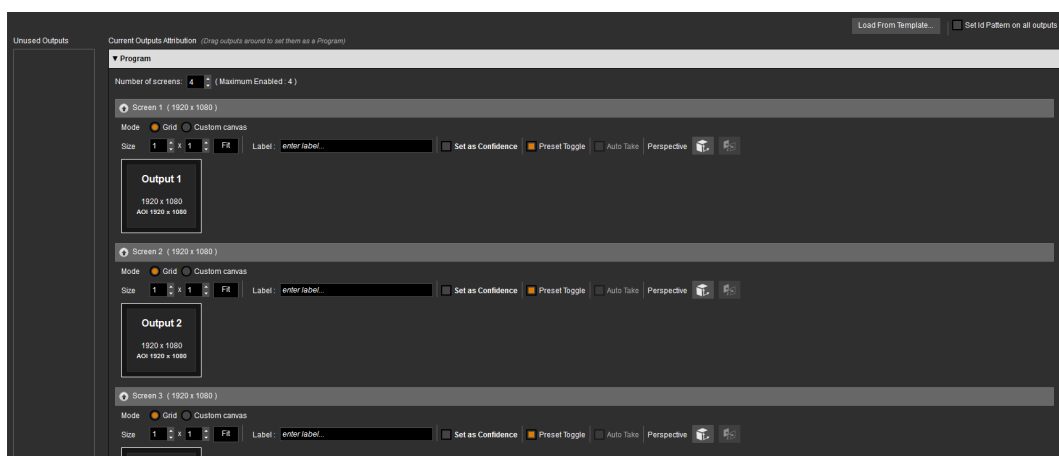 Load From Template... Set Id Pattern on all outputs
Unused Outputs Current Outputs Attribution (Drag outputs around to set them as a Program)
▼ Program
Number of screens: 4 ( Maximum Enabled : 4 )
Screen 1 ( 1920 x 1080 )
Mode Grid Custom canvas
Size 1 x 1 Fit Label : enter label... Set as Confidence Preset Toggle Auto Take Perspective
Output 1
1920 x 1080
AOI 1920 x 1080
Screen 2 ( 1920 x 1080 )
Mode Grid Custom canvas
Size 1 x 1 Fit Label : enter label... Set as Confidence Preset Toggle Auto Take Perspective
Output 2
1920 x 1080
AOI 1920 x 1080
Screen 3 ( 1920 x 1080 )
Mode Grid Custom canvas
Size 1 x 1 Fit Label : enter label... Set as Confidence Preset Toggle Auto Take Perspective